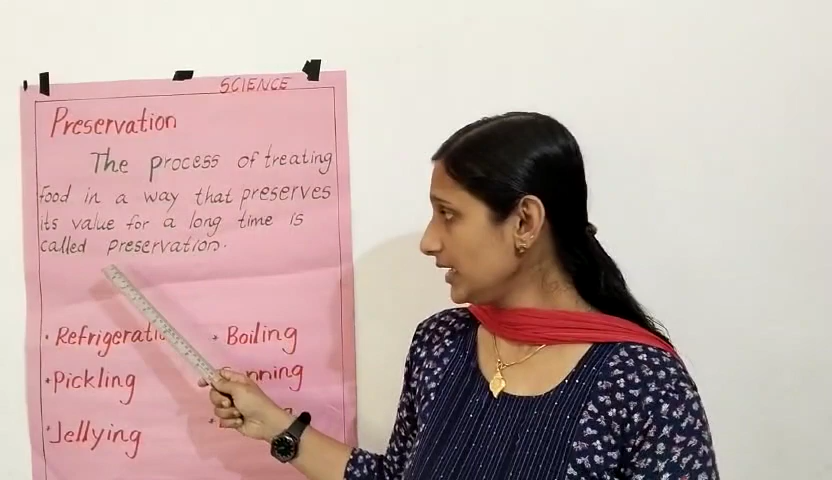 SCIENCE
Preservation
The process of treating
food in a way that preserves
its value for a long time is
called preservation.
• Boiling
• Pickling
• Jellying